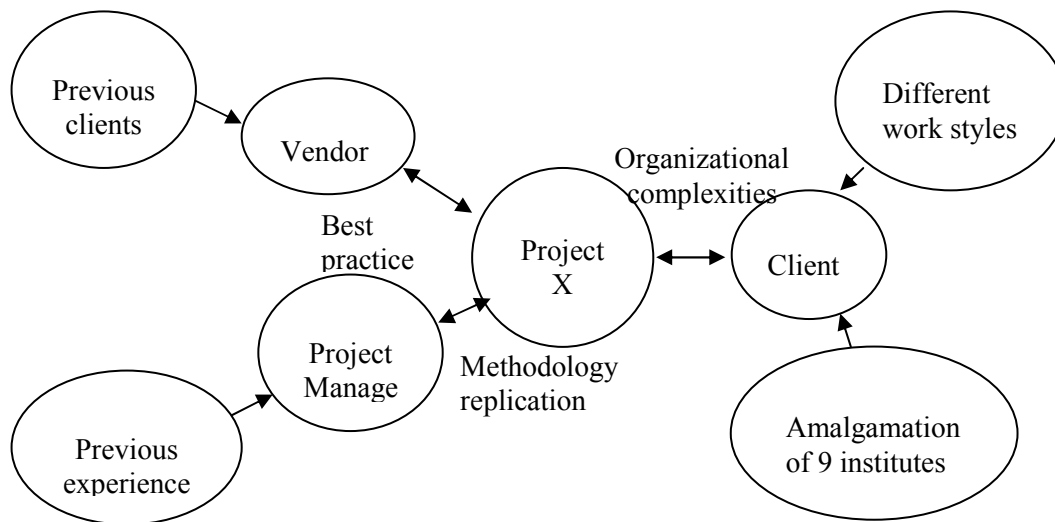 Previous
clients
Vendor
Different
work styles
Organizational
complexities
Best
practice
Project
X
Client
Project
Manage
Methodology
replication
Previous
experience
Amalgamation
of 9 institutes